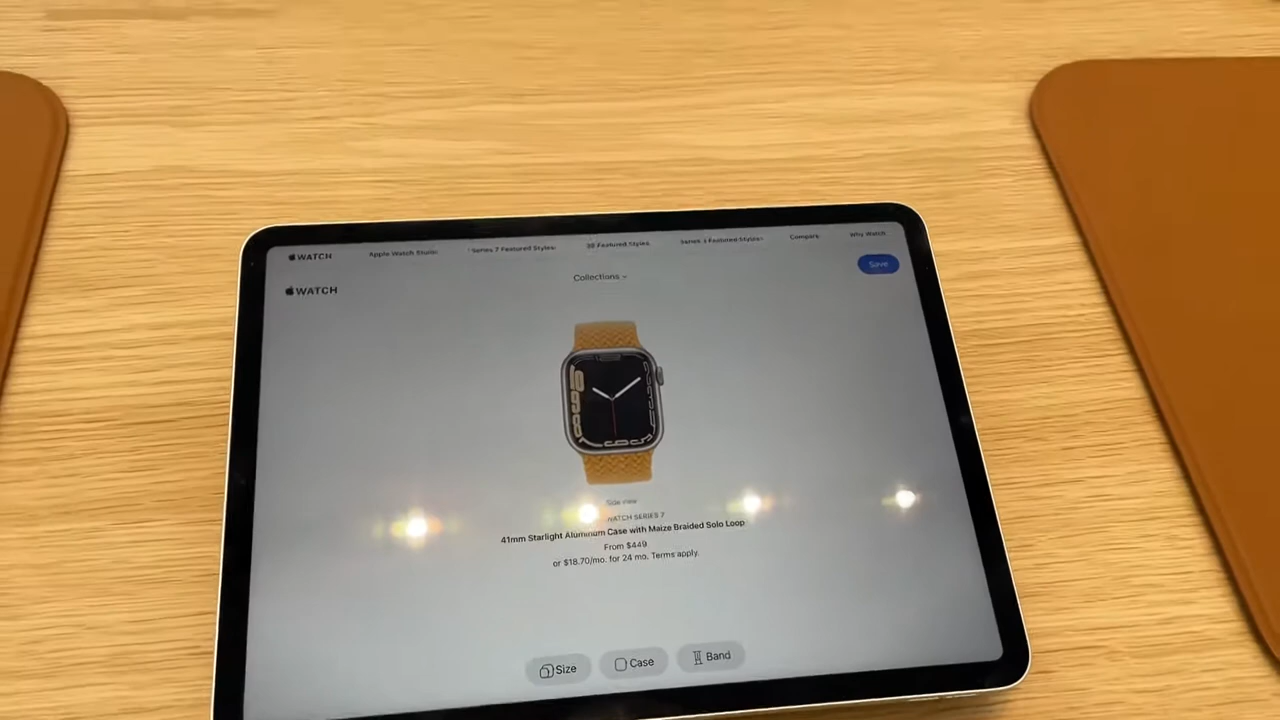 WATCH
Apple Watch Studio
Series 7 Featured Styles
SE Featured Styles
Series 3 Featured Styles
Compare
Why Watch
Save
Collections
WATCH
Side view
WATCH SERIES 7
41mm Starlight Aluminum Case with Maize Braided Solo Loop
From $449
or $18.70/mo. for 24 mo. Terms apply.
Size
Case
Band